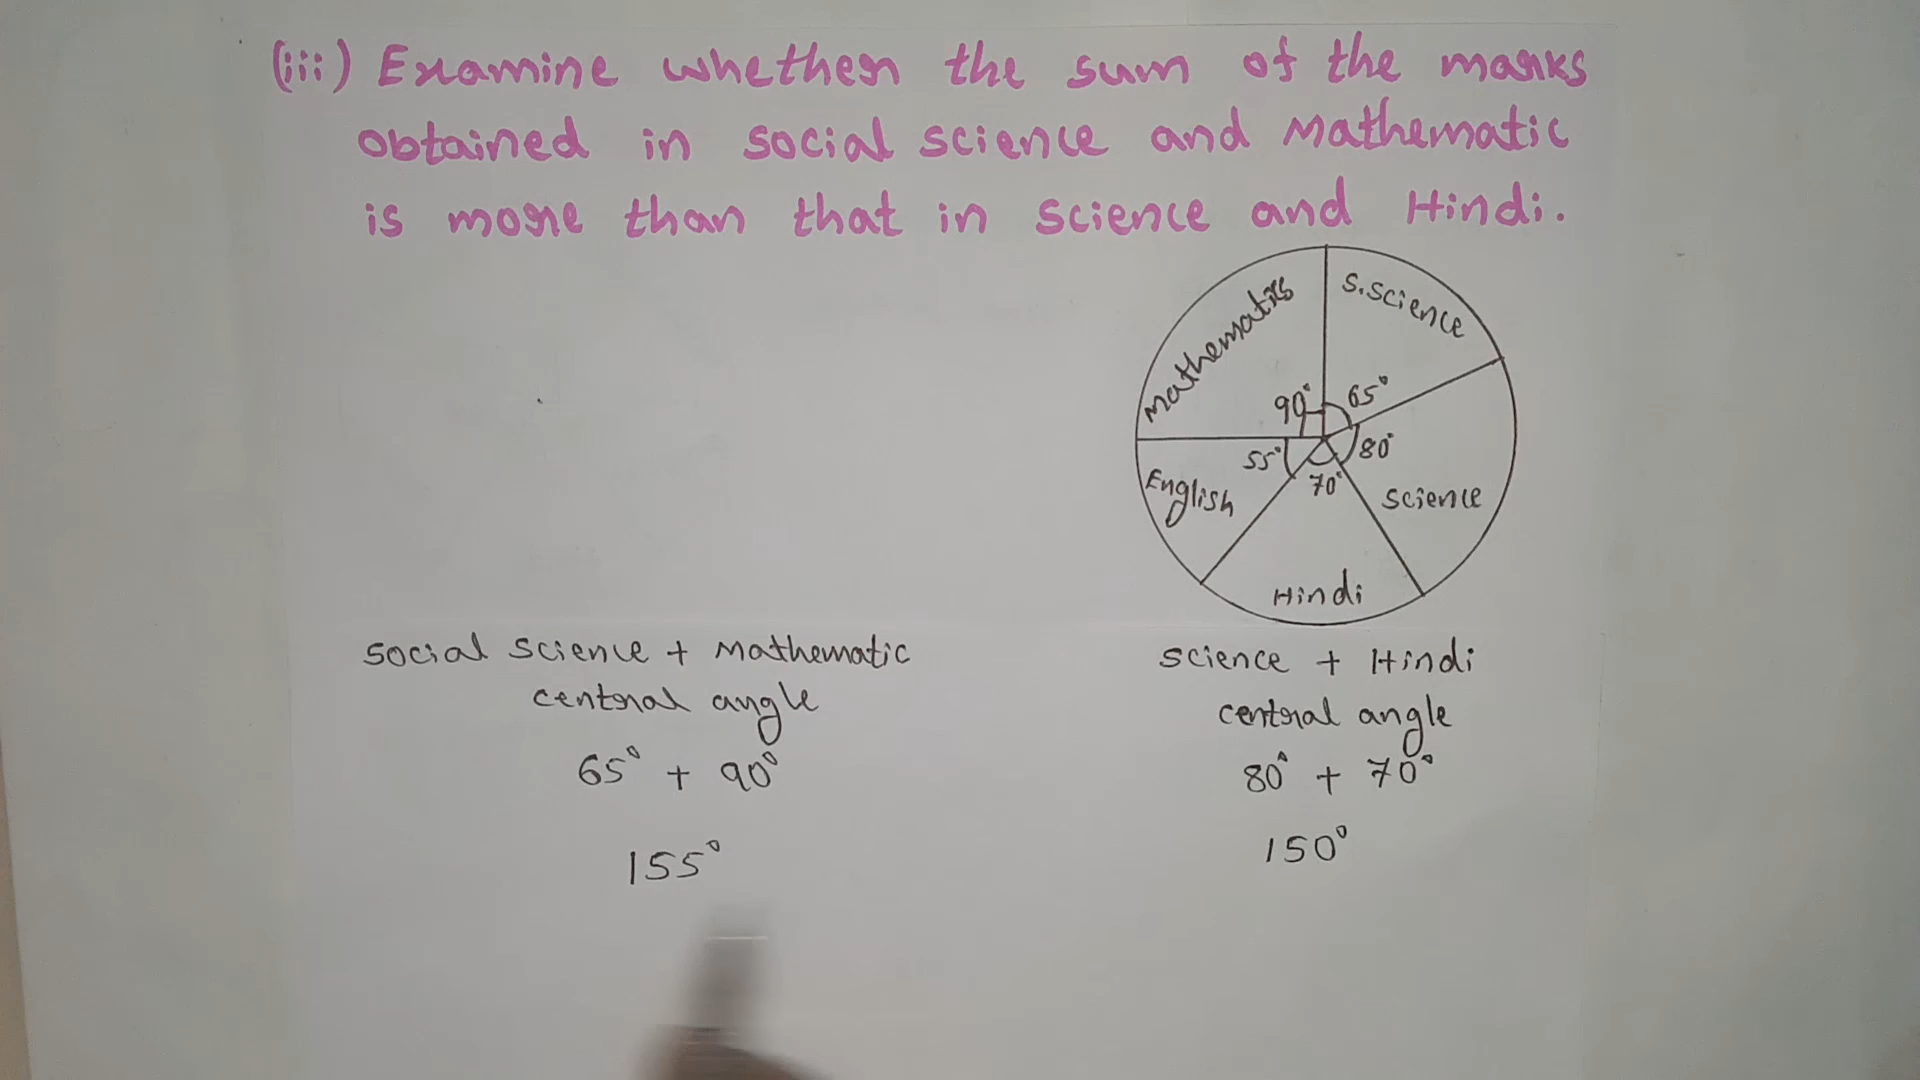 (iii) Examine whether the sum of the marks
obtained in social science and Mathematic
is more than that in science and Hindi.
Mathematics
S.Science
90°
65°
55°
80°
70°
English
Science
Hindi
social science + Mathematic
central angle
65° + 90°
155°
science + Hindi
central angle
80° + 70°
150°